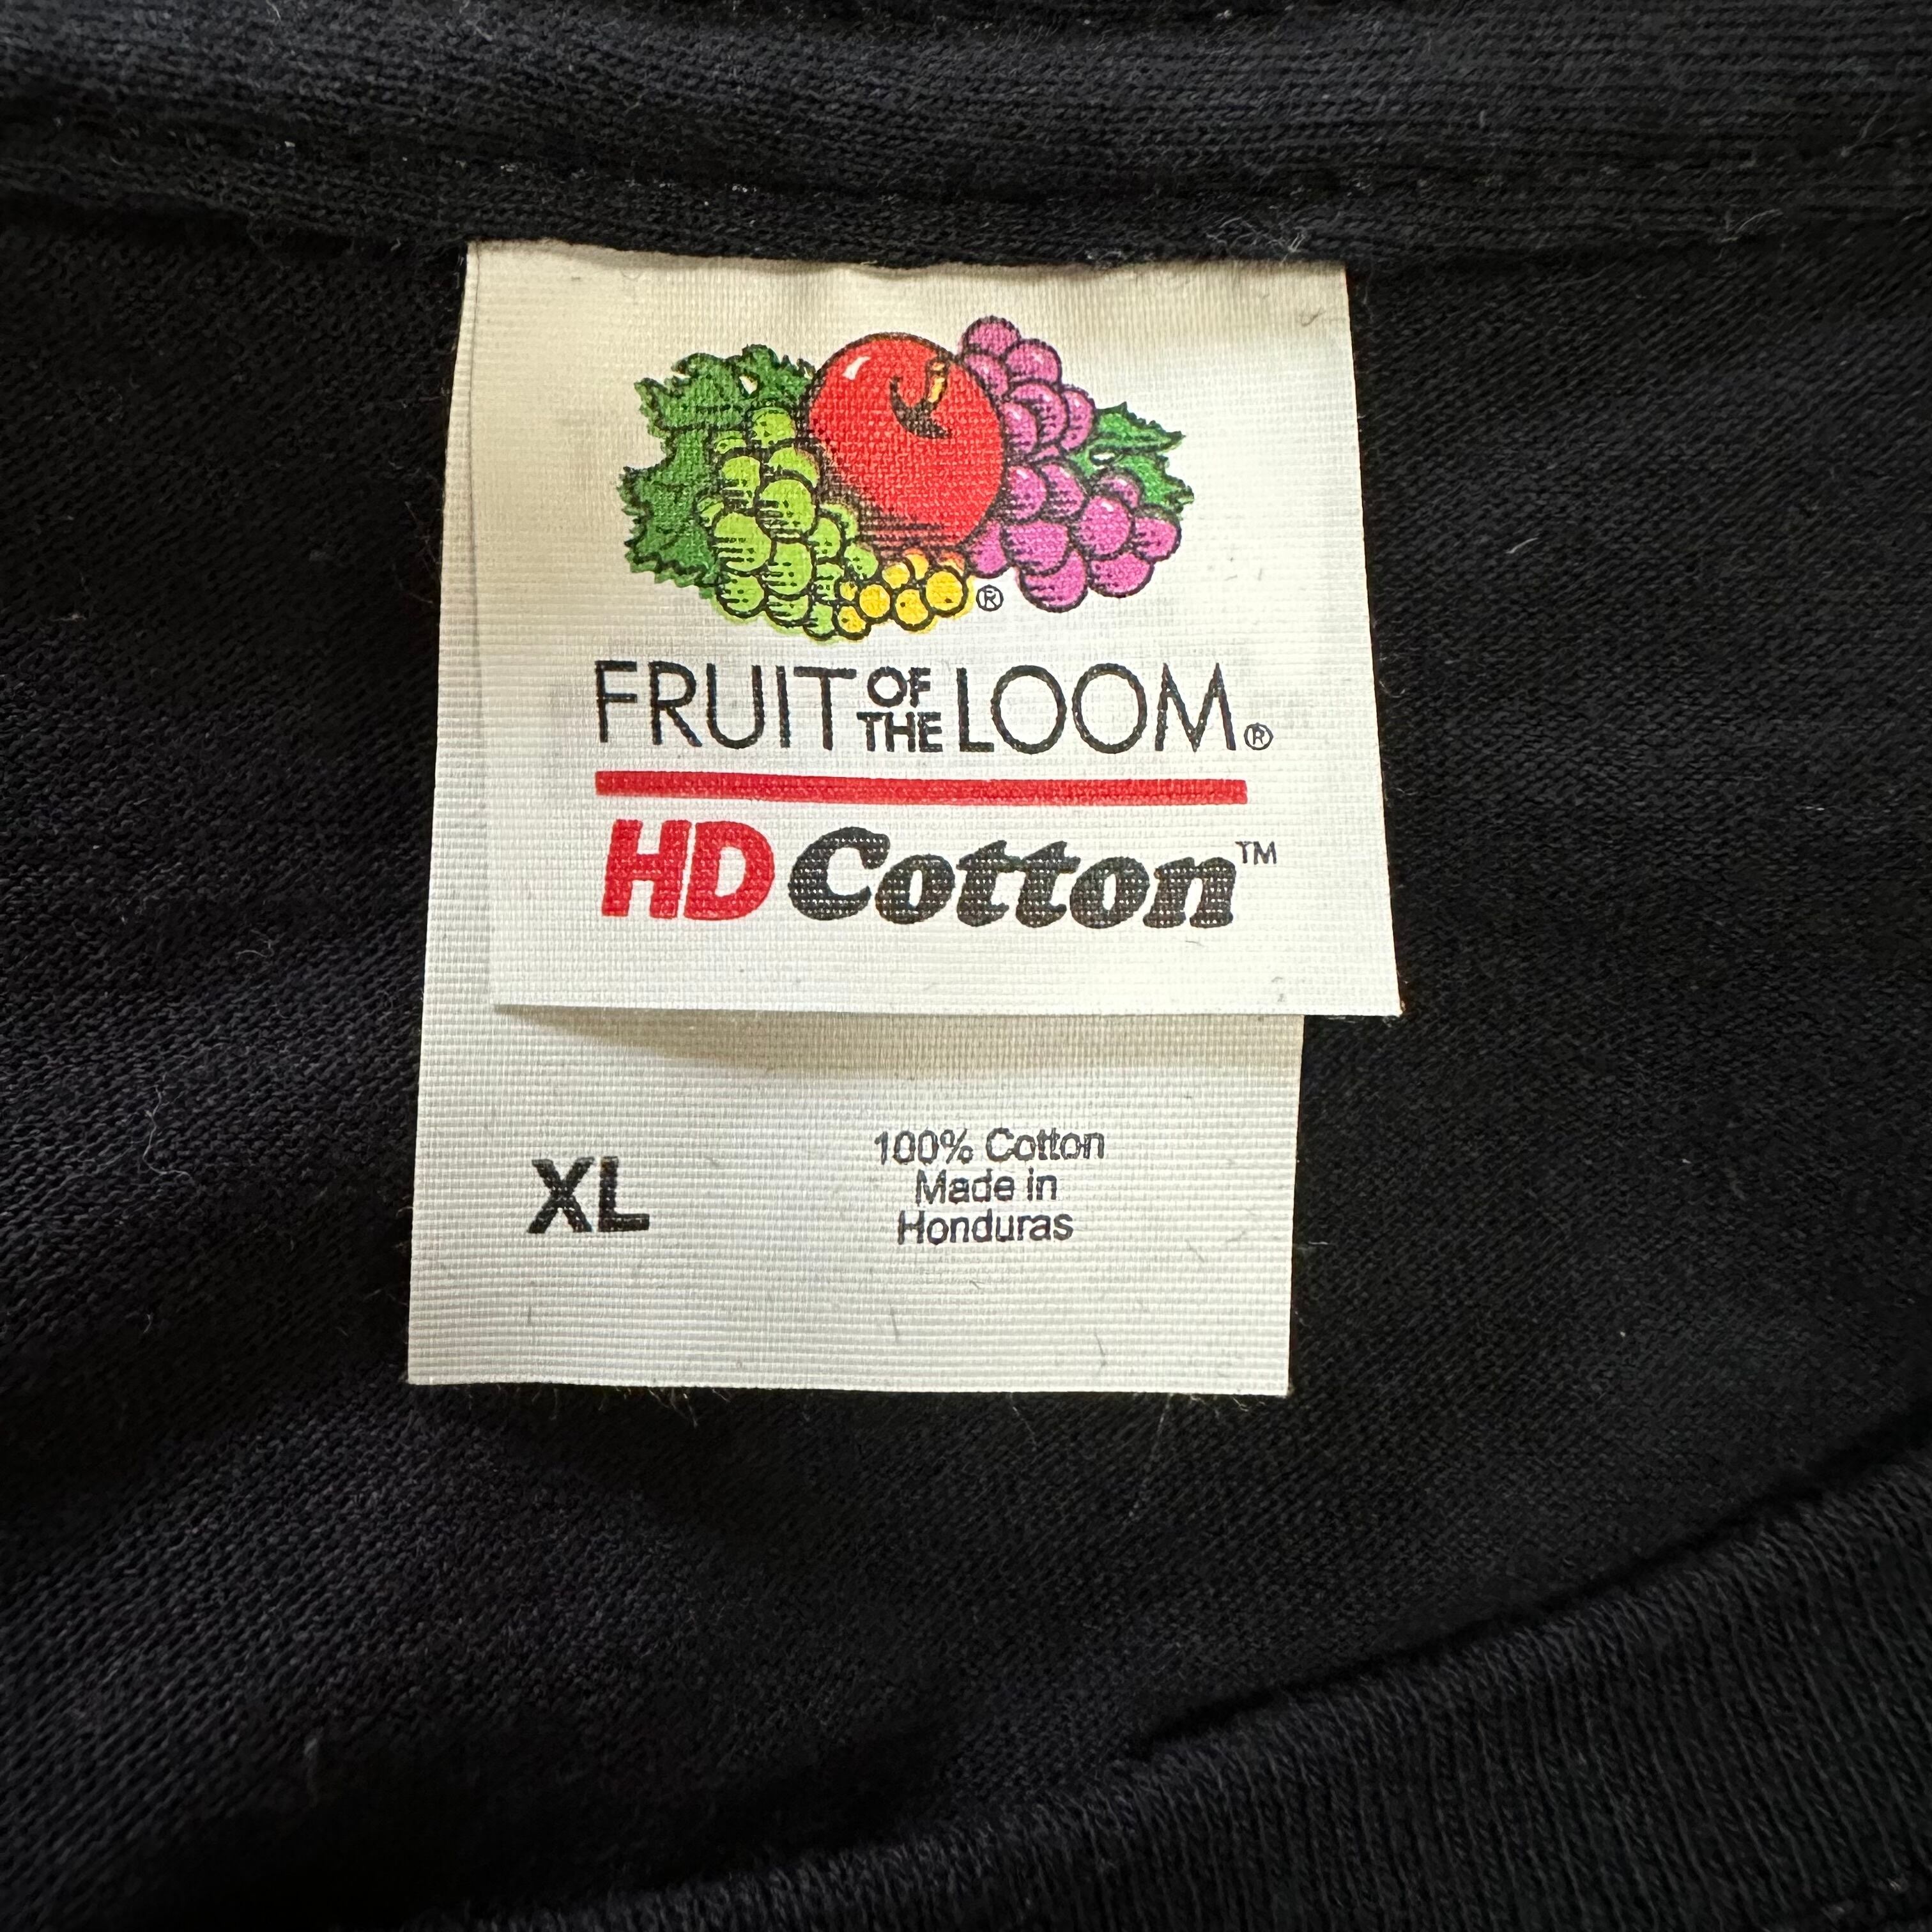 ®
FRUIT OF THE LOOM®
HD Cotton™
XL
100% Cotton
Made in
Honduras